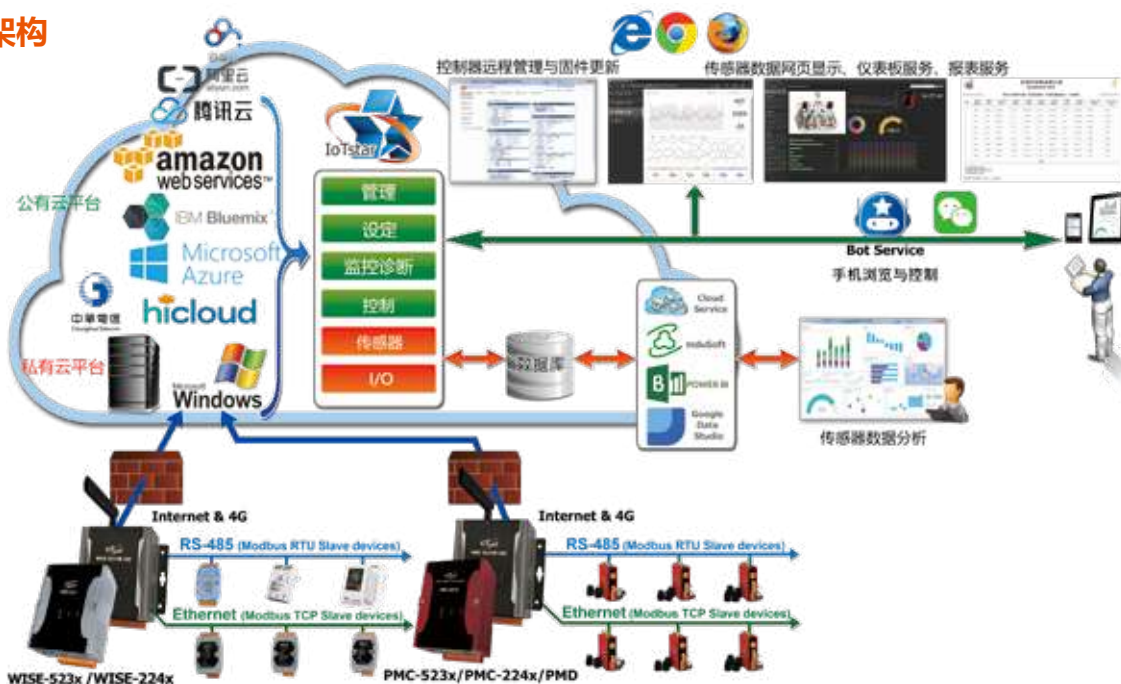 架构
阿里云
aliyun.com
腾讯云
amazon
web services™
公有云平台
IBM Bluemix
Microsoft
Azure
中華電信
Chunghwa Telecom
hicloud
私有云平台
Microsoft
Windows
IoTstar
管理
设定
监控诊断
控制
传感器
I/O
控制器远程管理与固件更新
传感器数据网页显示、仪表板服务、报表服务
Bot Service
手机浏览与控制
数据库
Cloud
Service
InduSoft
POWER BI
Google
Data
Studio
传感器数据分析
Internet & 4G
RS-485 (Modbus RTU Slave devices)
Ethernet (Modbus TCP Slave devices)
WISE-523x /WISE-224x
Internet & 4G
RS-485 (Modbus RTU Slave devices)
Ethernet (Modbus TCP Slave devices)
PMC-523x/PMC-224x/PMD